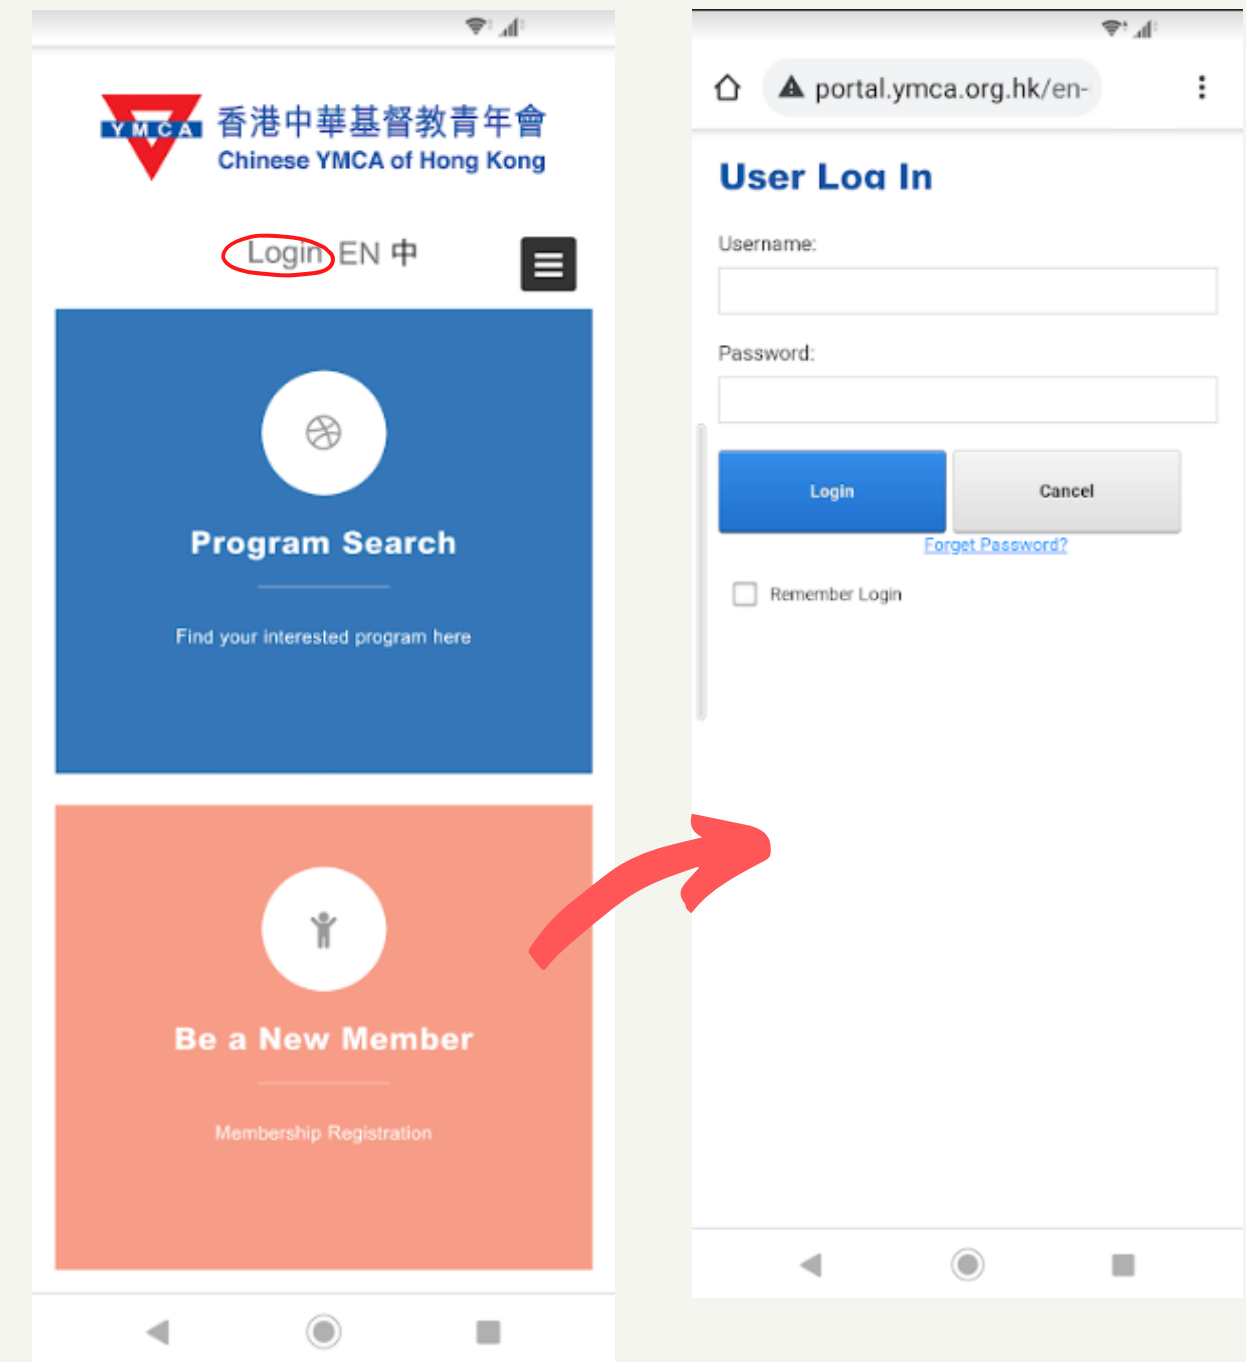 YMCA
香港中華基督教青年會
Chinese YMCA of Hong Kong
Login EN 中
Program Search
Find your interested program here
Be a New Member
Membership Registration
portal.ymca.org.hk/en-
User Log In
Username:
Password:
Login
Cancel
Forget Password?
Remember Login